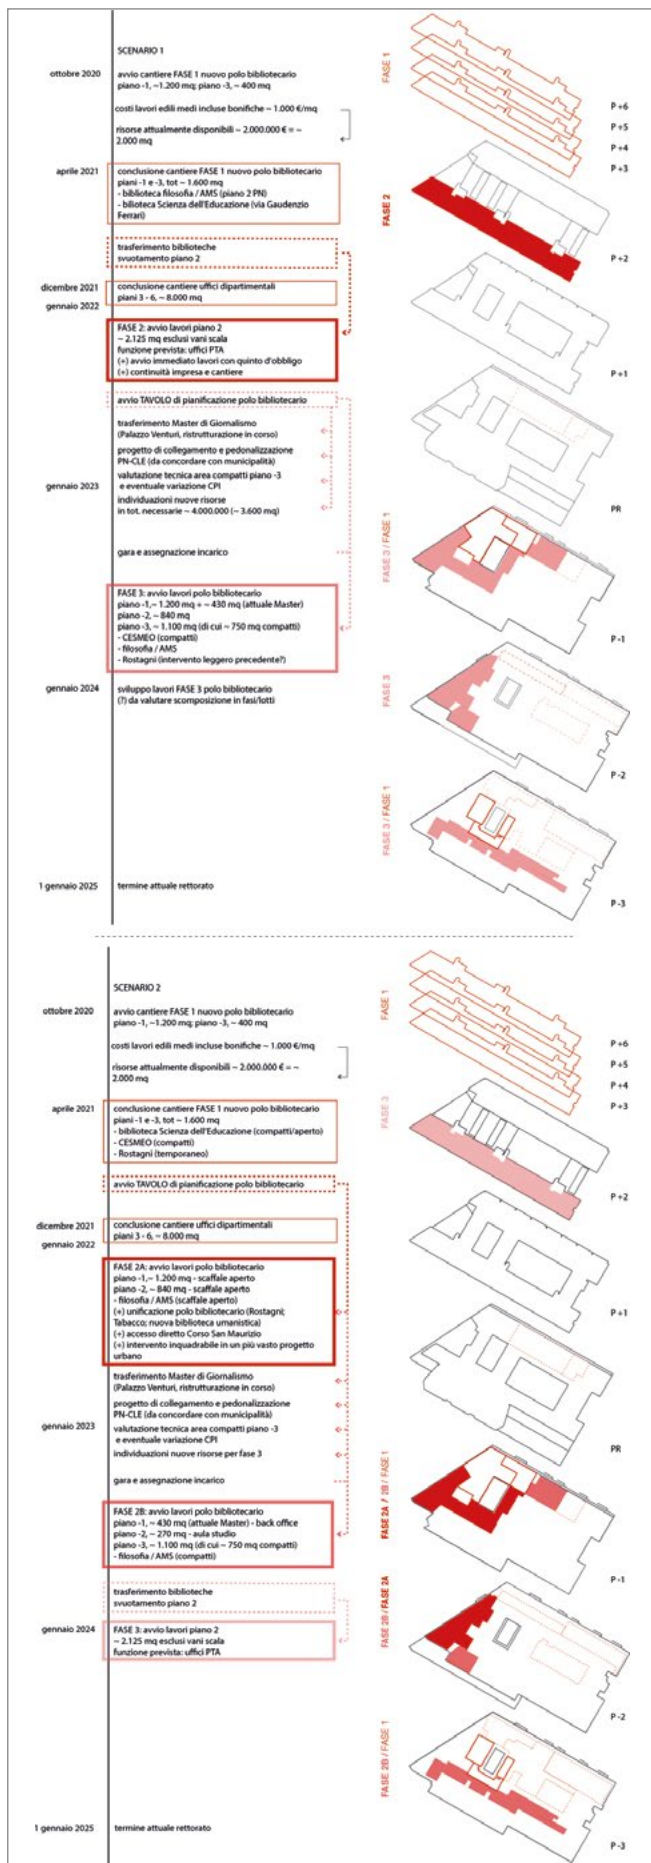 SCENARIO 1
ottobre 2020
avvio cantiere FASE 1 nuovo polo bibliotecario
piano -1, ~1.200 mq; piano -3, ~ 400 mq
costi lavori edili medi incluse bonifiche ~ 1.000 €/mq
risorse attualmente disponibili ~ 2.000.000 € = ~
2.000 mq
aprile 2021
conclusione cantiere FASE 1 nuovo polo bibliotecario
piani -1 e -3, tot ~ 1.600 mq
- biblioteca filosofia / AMS (piano 2 PN)
- bilioteca Scienza dell'Educazione (via Gaudenzio
Ferrari)
trasferimento biblioteche
svuotamento piano 2
dicembre 2021
conclusione cantiere uffici dipartimentali
piani 3 - 6, ~ 8.000 mq
gennaio 2022
FASE 2: avvio lavori piano 2
~ 2.125 mq esclusi vani scala
funzione prevista: uffici PTA
(+) avvio immediato lavori con quinto d'obbligo
(+) continuità impresa e cantiere
avvio TAVOLO di pianificazione polo bibliotecario
trasferimento Master di Giornalismo
(Palazzo Venturi, ristrutturazione in corso)
progetto di collegamento e pedonalizzazione
PN-CLE (da concordare con municipalità)
valutazione tecnica area compatti piano -3
e eventuale variazione CPI
gennaio 2023
individuazioni nuove risorse
in tot. necessarie ~ 4.000.000 (~ 3.600 mq)
gara e assegnazione incarico
FASE 3: avvio lavori polo bibliotecario
piano -1,~ 1.200 mq + ~ 430 mq (attuale Master)
piano -2, ~ 840 mq
piano -3, ~ 1.100 mq (di cui ~ 750 mq compatti)
- CESMEO (compatti)
- filosofia / AMS
- Rostagni (intervento leggero precedente?)
gennaio 2024
sviluppo lavori FASE 3 polo bibliotecario
(?) da valutare scomposizione in fasi/lotti
1 gennaio 2025
termine attuale rettorato
FASE 1
P +6
P +5
P +4
P +3
FASE 2
P +2
P +1
PR
FASE 3 / FASE 1
P -1
FASE 3
P -2
FASE 3 / FASE 1
P -3
SCENARIO 2
ottobre 2020
avvio cantiere FASE 1 nuovo polo bibliotecario
piano -1, ~1.200 mq; piano -3, ~ 400 mq
costi lavori edili medi incluse bonifiche ~ 1.000 €/mq
risorse attualmente disponibili ~ 2.000.000 € = ~
2.000 mq
aprile 2021
conclusione cantiere FASE 1 nuovo polo bibliotecario
piani -1 e -3, tot ~ 1.600 mq
- biblioteca Scienza dell'Educazione (compatti/aperto)
- CESMEO (compatti)
- Rostagni (temporaneo)
avvio TAVOLO di pianificazione polo bibliotecario
dicembre 2021
conclusione cantiere uffici dipartimentali
piani 3 - 6, ~ 8.000 mq
gennaio 2022
FASE 2A: avvio lavori polo bibliotecario
piano -1,~ 1.200 mq - scaffale aperto
piano -2, ~ 840 mq - scaffale aperto
- filosofia / AMS (scaffale aperto)
(+) unificazione polo bibliotecario (Rostagni;
Tabacco; nuova biblioteca umanistica)
(+) accesso diretto Corso San Maurizio
(+) intervento inquadrabile in un più vasto progetto
urbano
trasferimento Master di Giornalismo
(Palazzo Venturi, ristrutturazione in corso)
progetto di collegamento e pedonalizzazione
PN-CLE (da concordare con municipalità)
gennaio 2023
valutazione tecnica area compatti piano -3
e eventuale variazione CPI
individuazioni nuove risorse per fase 3
gara e assegnazione incarico
FASE 2B: avvio lavori polo bibliotecario
piano -1, ~ 430 mq (attuale Master) - back office
piano -2, ~ 270 mq - aula studio
piano -3, ~ 1.100 mq (di cui ~ 750 mq compatti)
- filosofia / AMS (compatti)
trasferimento biblioteche
svuotamento piano 2
gennaio 2024
FASE 3: avvio lavori piano 2
~ 2.125 mq esclusi vani scala
funzione prevista: uffici PTA
1 gennaio 2025
termine attuale rettorato
FASE 1
P +6
P +5
P +4
P +3
FASE 3
P +2
P +1
PR
FASE 2A / 2B / FASE 1
P -1
FASE 2B / FASE 2A
P -2
FASE 2B / FASE 1
P -3